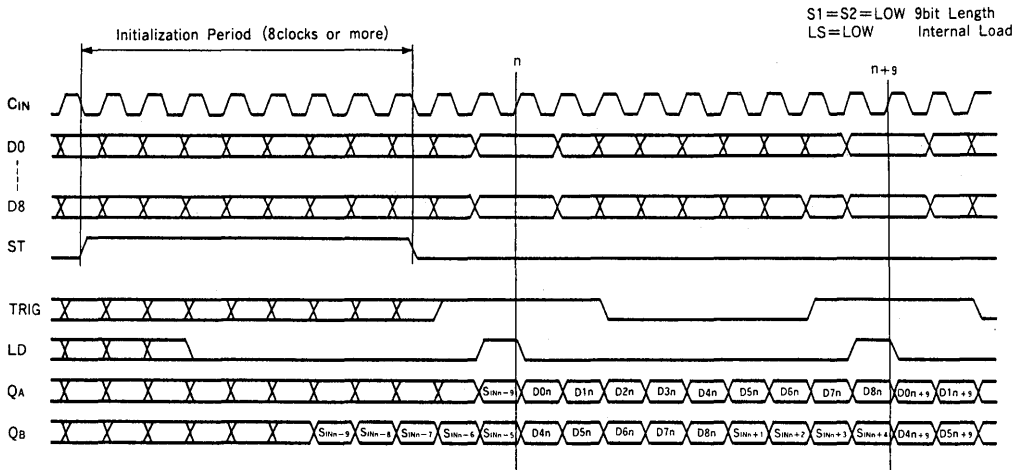 S1=S2=LOW 9bit Length
LS=LOW Internal Load
Initialization Period (8clocks or more)
n
n+9
CIN
D0
D8
ST
TRIG
LD
QA SINn-9 D0n D1n D2n D3n D4n D5n D6n D7n D8n D0n+9 D1n+9
QB SINn-9 SINn-8 SINn-7 SINn-6 SINn-5 D4n D5n D6n D7n D8n SINn+1 SINn+2 SINn+3 SINn+4 D4n+9 D5n+9